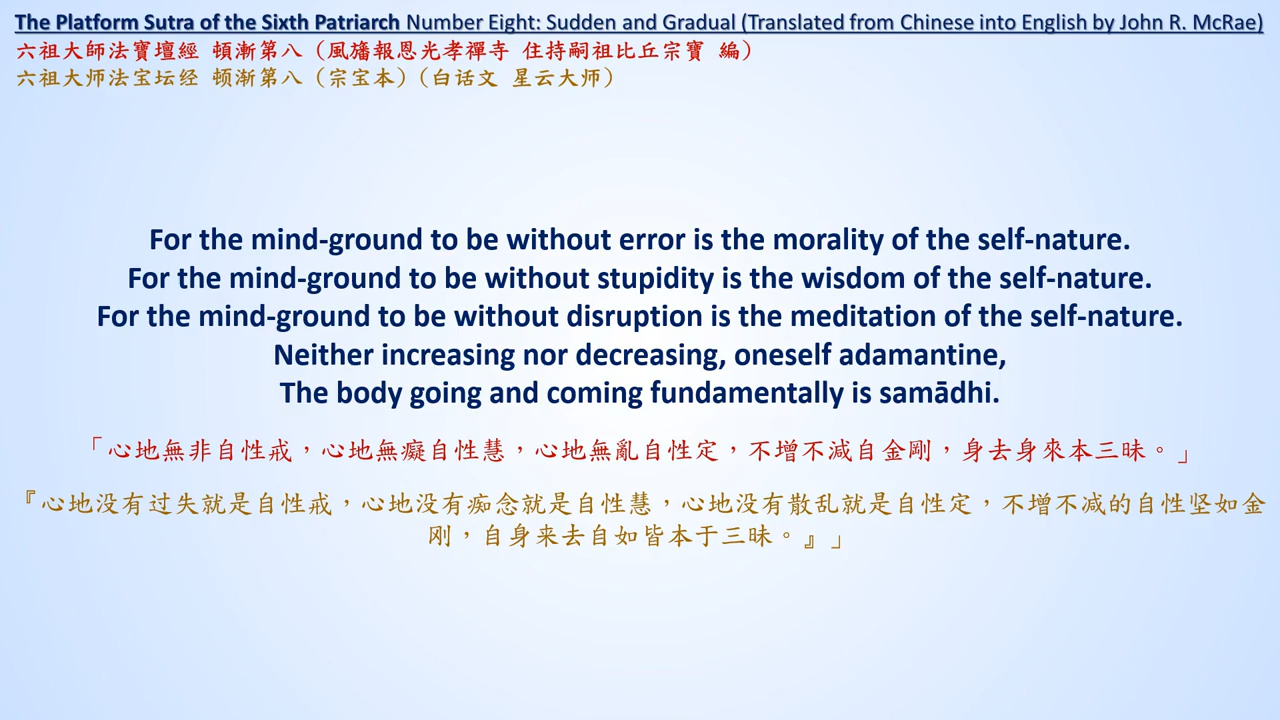 The Platform Sutra of the Sixth Patriarch Number Eight: Sudden and Gradual (Translated from Chinese into English by John R. McRae)
六祖大師法寶壇經 頓漸第八（風旛報恩光孝禪寺 住持嗣祖比丘宗寶 編）
六祖大师法宝坛经 顿渐第八（宗宝本）（白话文 星云大师）
For the mind-ground to be without error is the morality of the self-nature.
For the mind-ground to be without stupidity is the wisdom of the self-nature.
For the mind-ground to be without disruption is the meditation of the self-nature.
Neither increasing nor decreasing, oneself adamantine,
The body going and coming fundamentally is samādhi.
「心地無非自性戒，心地無癡自性慧，心地無亂自性定，不增不減自金剛，身去身來本三昧。」
『心地没有过失就是自性戒，心地没有痴念就是自性慧，心地没有散乱就是自性定，不增不减的自性坚如金
刚，自身来去自如皆本于三昧。』」